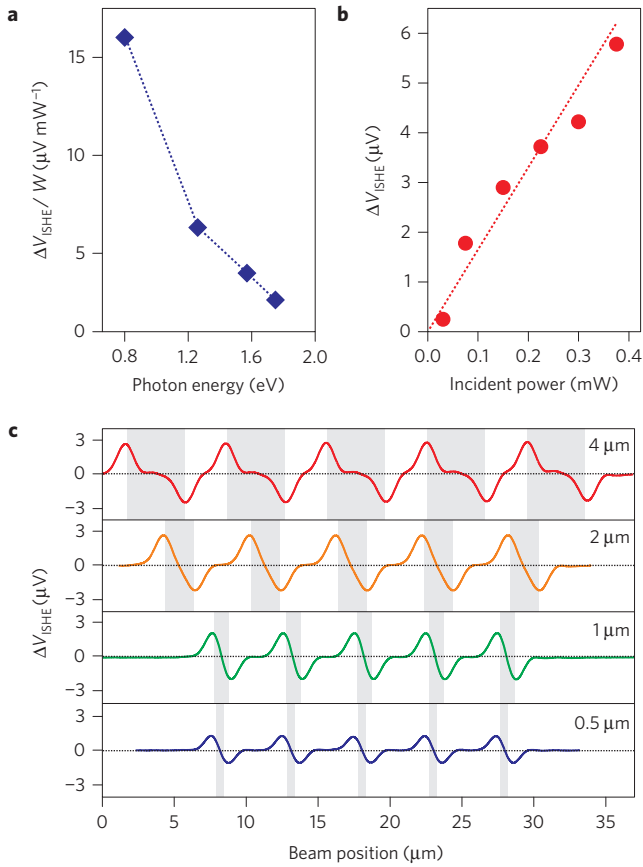 a
15
10
5
0
ΔV_ISHE / W (μV mW⁻¹)
0.8 1.2 1.6 2.0
Photon energy (eV)
b
6
5
4
3
2
1
0
ΔV_ISHE (μV)
0.0 0.1 0.2 0.3 0.4
Incident power (mW)
c
3
0
−3
4 μm
3
0
−3
2 μm
3
0
−3
1 μm
3
0
−3
0.5 μm
ΔV_ISHE (μV)
0 5 10 15 20 25 30 35
Beam position (μm)